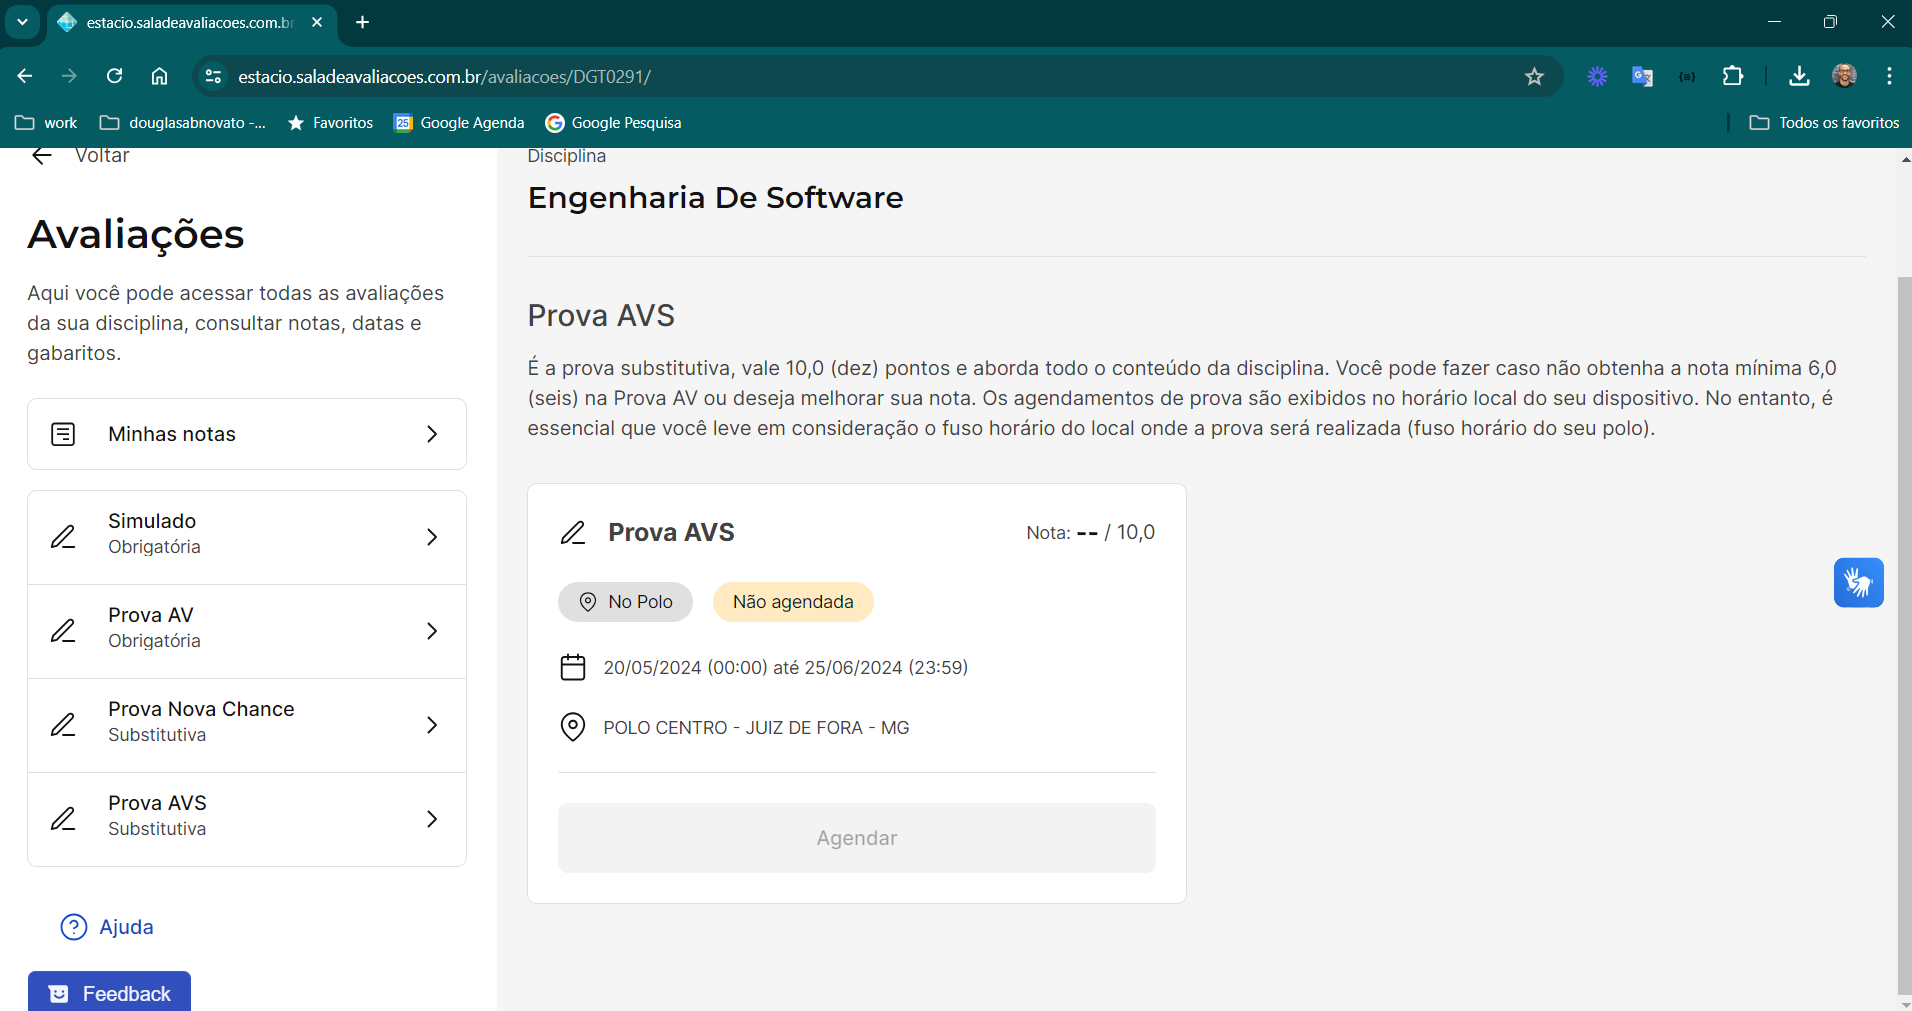 estacio.saladeavaliacoes.com.br
estacio.saladeavaliacoes.com.br/avaliacoes/DGT0291/
work
douglasabnovato -...
Favoritos
25
Google Agenda
Google Pesquisa
Todos os favoritos
Voltar
Avaliações
Aqui você pode acessar todas as avaliações
da sua disciplina, consultar notas, datas e
gabaritos.
Minhas notas
Simulado
Obrigatória
Prova AV
Obrigatória
Prova Nova Chance
Substitutiva
Prova AVS
Substitutiva
Ajuda
Feedback
Disciplina
Engenharia De Software
Prova AVS
É a prova substitutiva, vale 10,0 (dez) pontos e aborda todo o conteúdo da disciplina. Você pode fazer caso não obtenha a nota mínima 6,0
(seis) na Prova AV ou deseja melhorar sua nota. Os agendamentos de prova são exibidos no horário local do seu dispositivo. No entanto, é
essencial que você leve em consideração o fuso horário do local onde a prova será realizada (fuso horário do seu polo).
Prova AVS
Nota: -- / 10,0
No Polo
Não agendada
20/05/2024 (00:00) até 25/06/2024 (23:59)
POLO CENTRO - JUIZ DE FORA - MG
Agendar